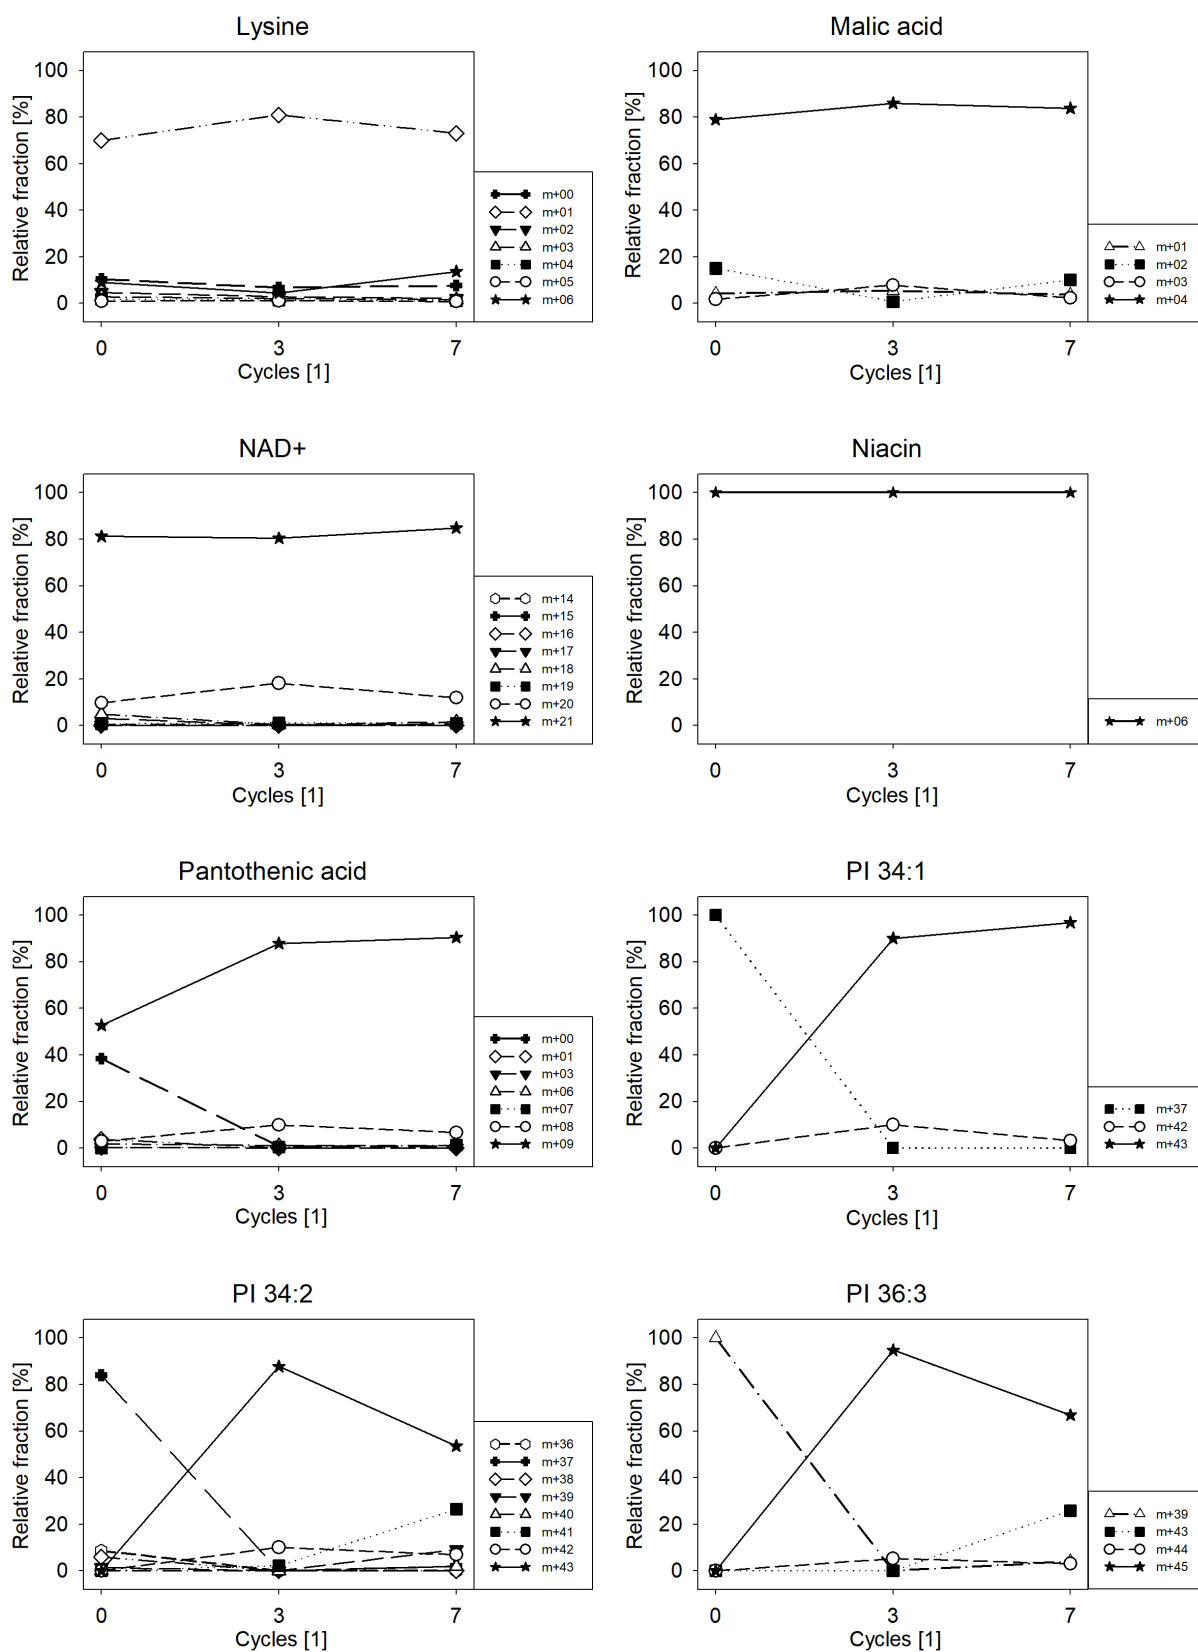 Lysine
Relative fraction [%]
100
80
60
40
20
0
0 3 7
Cycles [1]
m+00
m+01
m+02
m+03
m+04
m+05
m+06
Malic acid
Relative fraction [%]
100
80
60
40
20
0
0 3 7
Cycles [1]
m+01
m+02
m+03
m+04
NAD+
Relative fraction [%]
100
80
60
40
20
0
0 3 7
Cycles [1]
m+14
m+15
m+16
m+17
m+18
m+19
m+20
m+21
Niacin
Relative fraction [%]
100
80
60
40
20
0
0 3 7
Cycles [1]
m+06
Pantothenic acid
Relative fraction [%]
100
80
60
40
20
0
0 3 7
Cycles [1]
m+00
m+01
m+03
m+06
m+07
m+08
m+09
PI 34:1
Relative fraction [%]
100
80
60
40
20
0
0 3 7
Cycles [1]
m+37
m+42
m+43
PI 34:2
Relative fraction [%]
100
80
60
40
20
0
0 3 7
Cycles [1]
m+36
m+37
m+38
m+39
m+40
m+41
m+42
m+43
PI 36:3
Relative fraction [%]
100
80
60
40
20
0
0 3 7
Cycles [1]
m+39
m+43
m+44
m+45